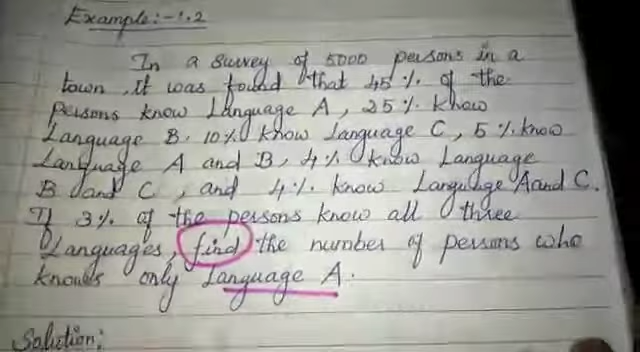 Example:-1.2
In a survey of 5000 persons in a
town, it was found that 45% of the
persons know Language A, 25% know
Language B. 10% know Language C, 5% know
Language A and B, 4% know Language
B and C, and 4% know Language A and C.
If 3% of the persons know all three
Languages, find the number of persons who
knows only Language A.
Solution: